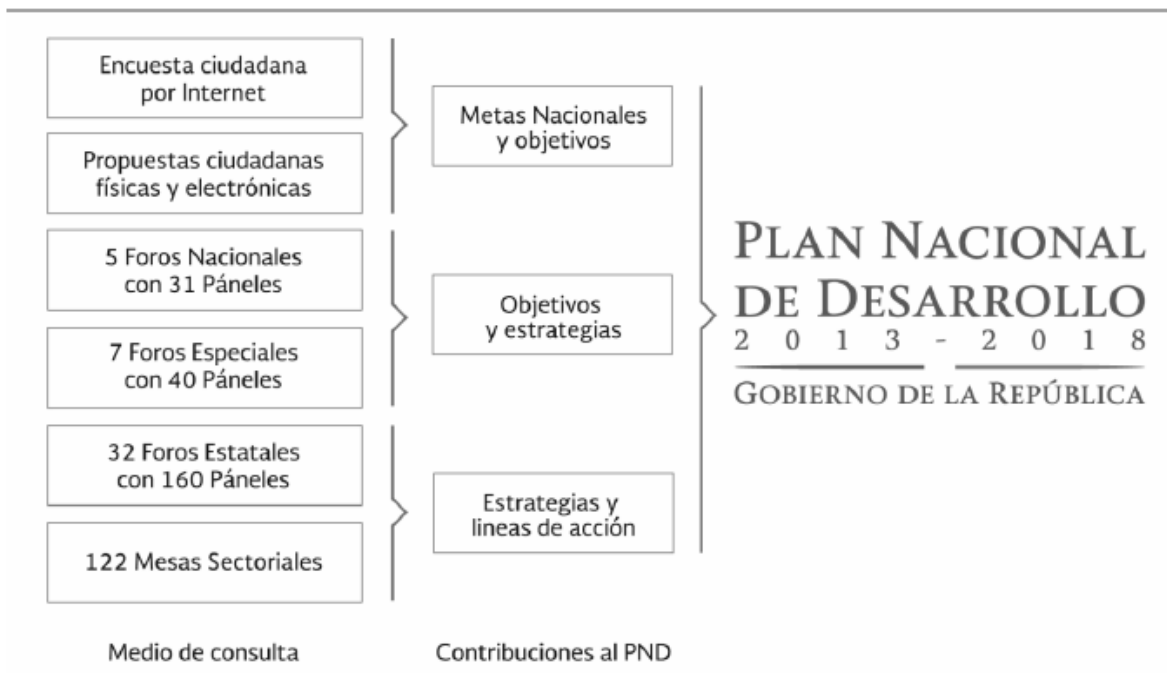 Encuesta ciudadana
por Internet
Propuestas ciudadanas
físicas y electrónicas
5 Foros Nacionales
con 31 Páneles
7 Foros Especiales
con 40 Páneles
32 Foros Estatales
con 160 Páneles
122 Mesas Sectoriales
Medio de consulta
Metas Nacionales
y objetivos
Objetivos
y estrategias
Estrategias y
lineas de acción
Contribuciones al PND
PLAN NACIONAL
DE DESARROLLO
2013-2018
GOBIERNO DE LA REPÚBLICA